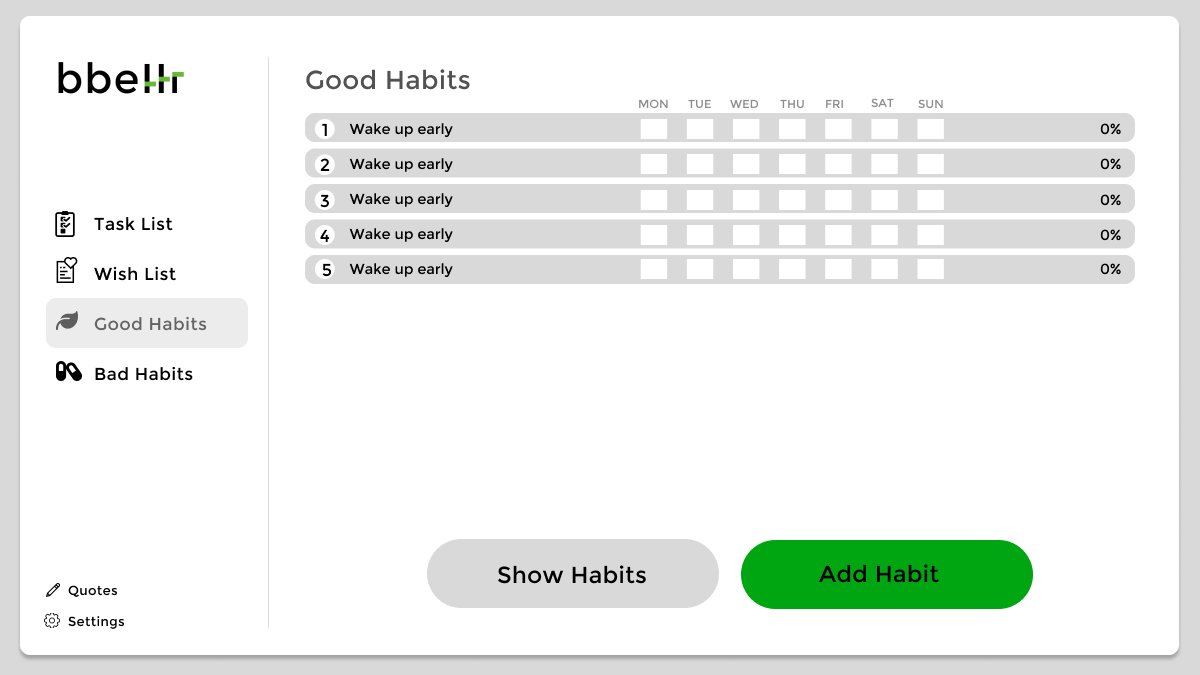 bbellr
Good Habits
MON TUE WED THU FRI SAT SUN
1 Wake up early 0%
2 Wake up early 0%
3 Wake up early 0%
4 Wake up early 0%
5 Wake up early 0%
Task List
Wish List
Good Habits
Bad Habits
Show Habits
Add Habit
Quotes
Settings